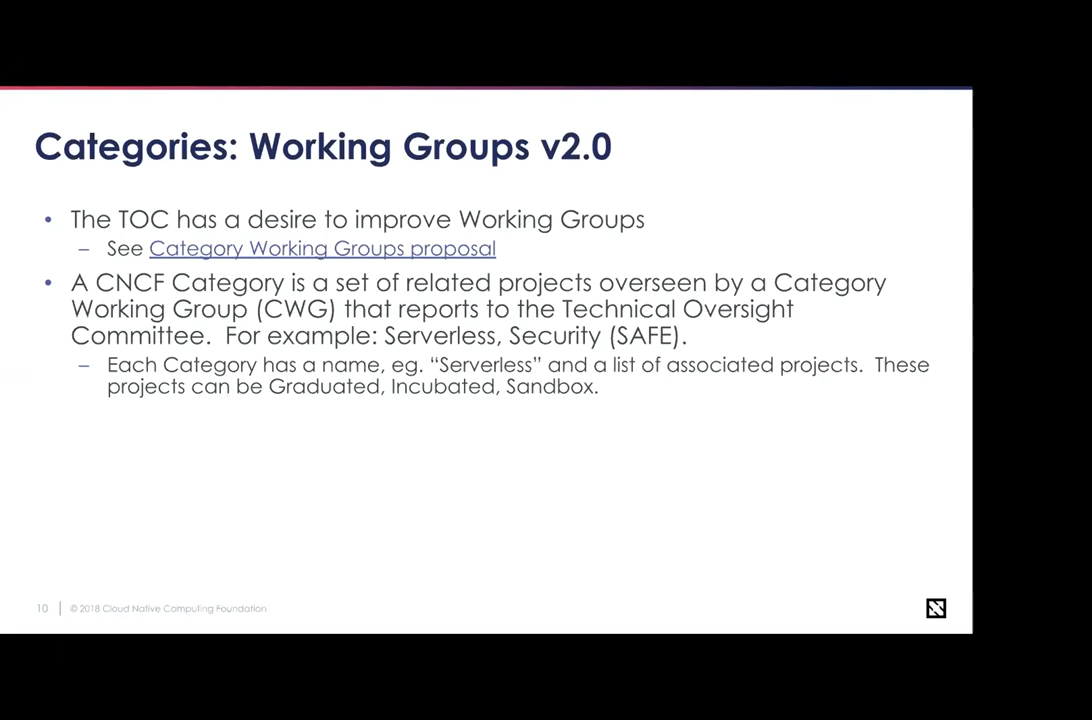 Categories: Working Groups v2.0
• The TOC has a desire to improve Working Groups
– See Category Working Groups proposal
• A CNCF Category is a set of related projects overseen by a Category
Working Group (CWG) that reports to the Technical Oversight
Committee.  For example: Serverless, Security (SAFE).
– Each Category has a name, eg. “Serverless” and a list of associated projects.  These
projects can be Graduated, Incubated, Sandbox.
10 | © 2018 Cloud Native Computing Foundation